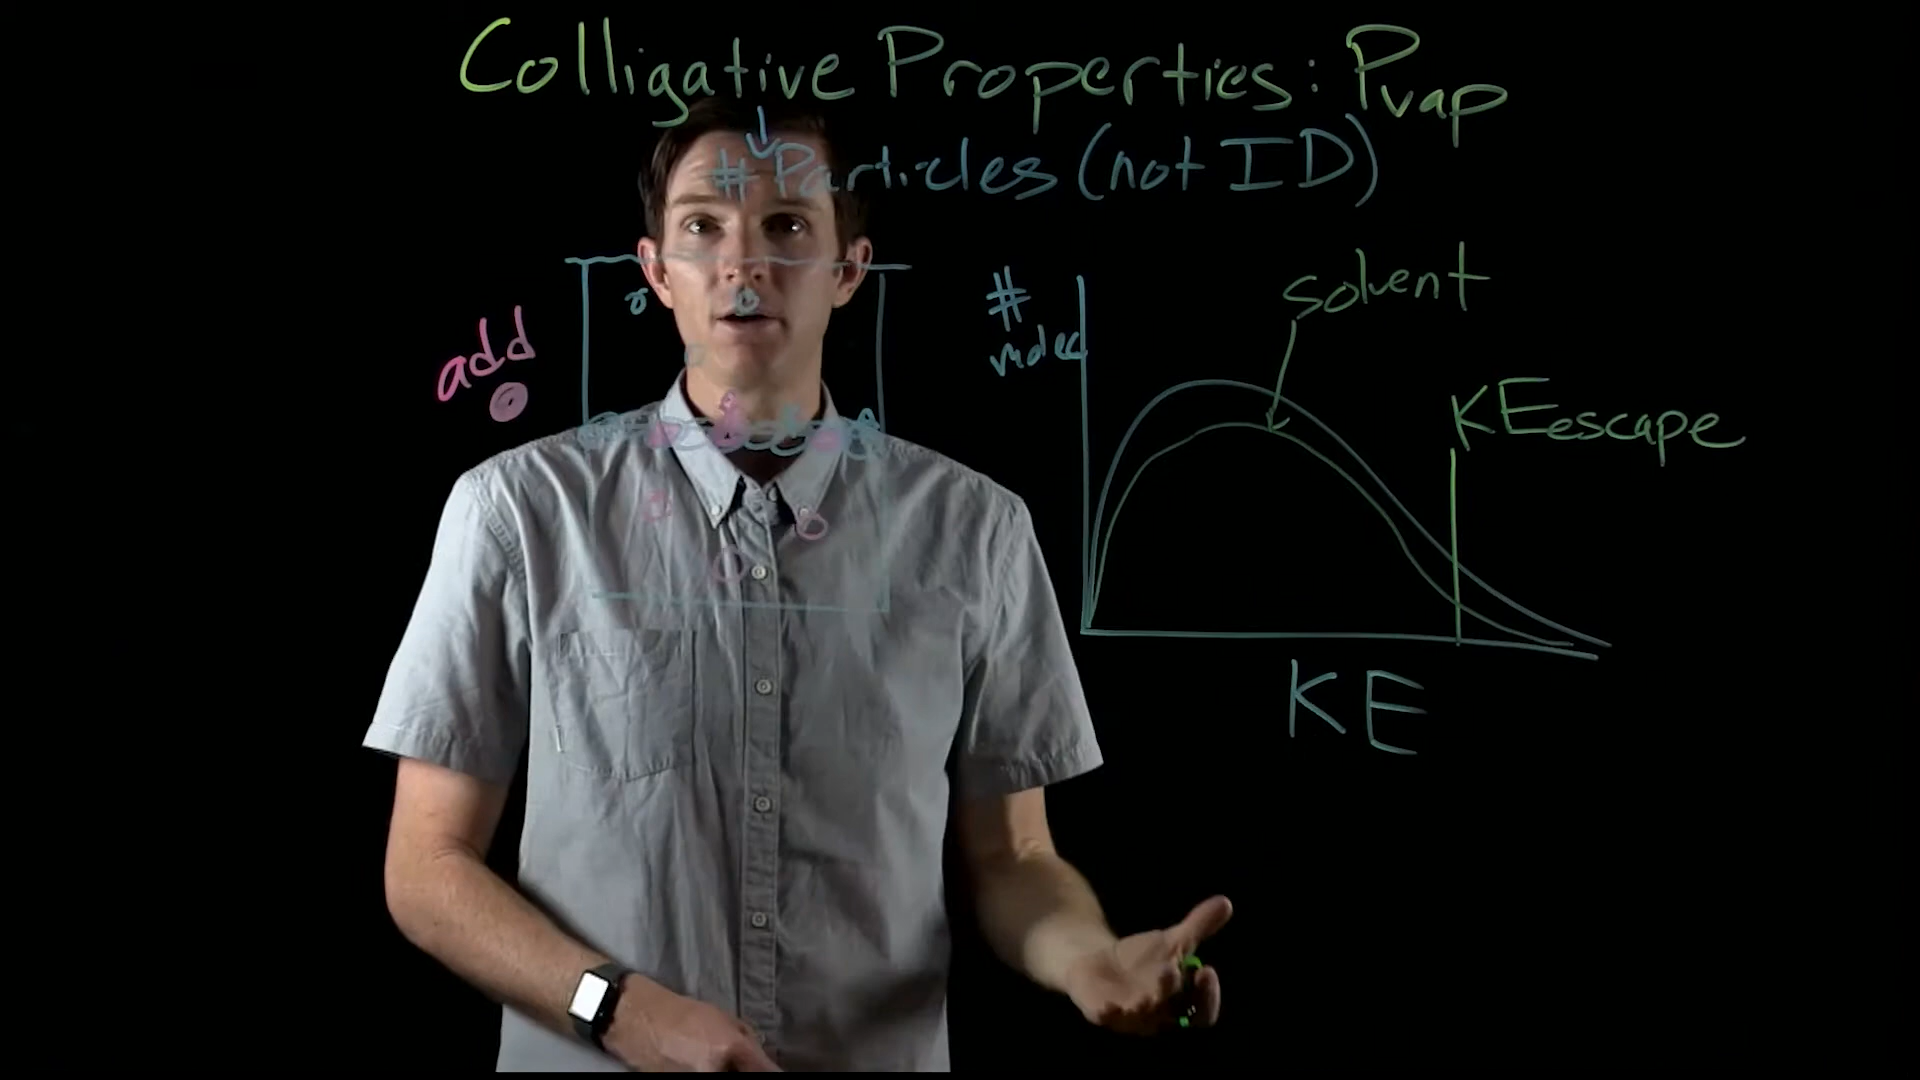 Colligative Properties: Pvap
# Particles (not ID)
add
# molec
solvent
KEescape
KE